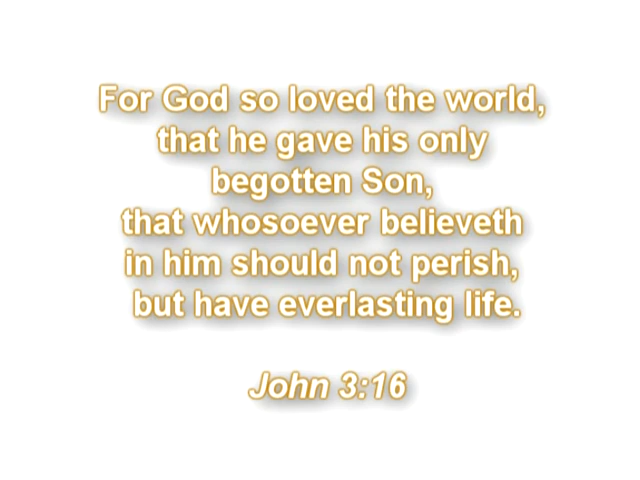 For God so loved the world,
that he gave his only
begotten Son,
that whosoever believeth
in him should not perish,
but have everlasting life.
John 3:16